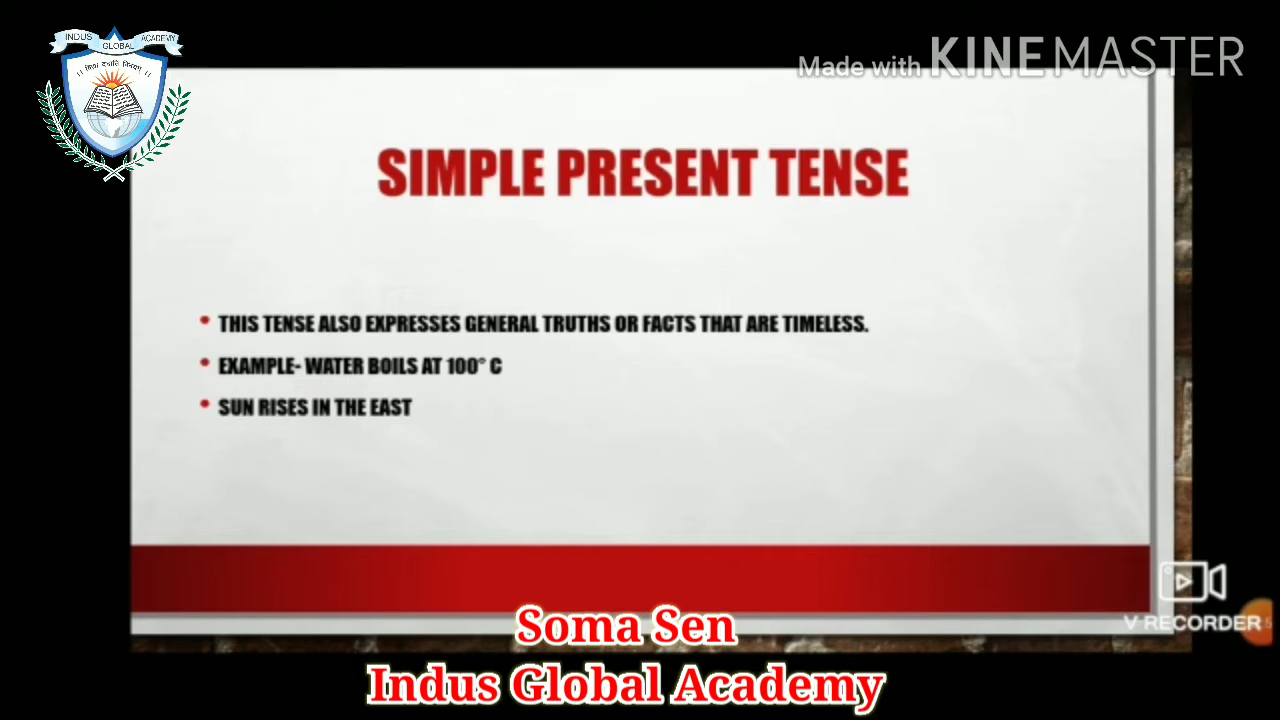 INDUS GLOBAL ACADEMY
Made with KINEMASTER
SIMPLE PRESENT TENSE
• THIS TENSE ALSO EXPRESSES GENERAL TRUTHS OR FACTS THAT ARE TIMELESS.
• EXAMPLE- WATER BOILS AT 100° C
• SUN RISES IN THE EAST
V RECORDER
Soma Sen
Indus Global Academy